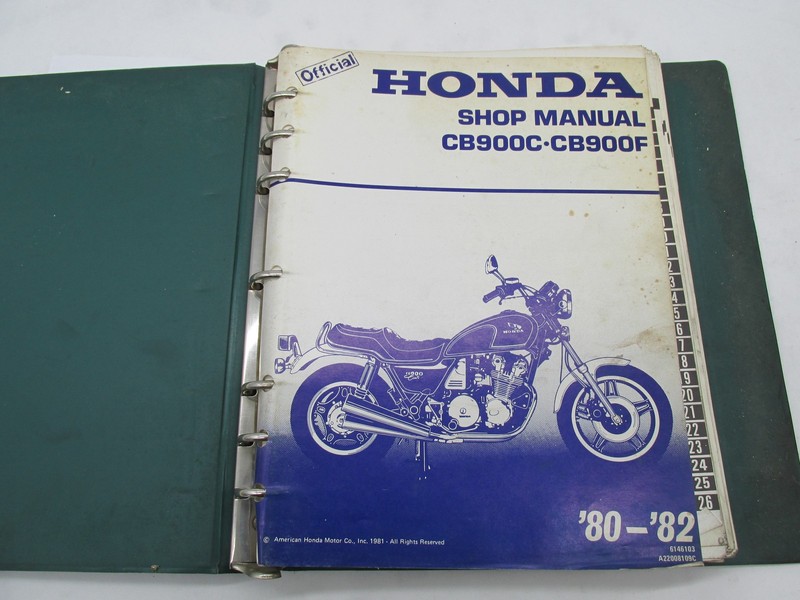 Official
HONDA
SHOP MANUAL
CB900C·CB900F
HONDA
2
3
4
5
6
7
8
9
20
21
22
23
24
25
26
'80-'82
6146103
A22008109C
© American Honda Motor Co., Inc. 1981 - All Rights Reserved